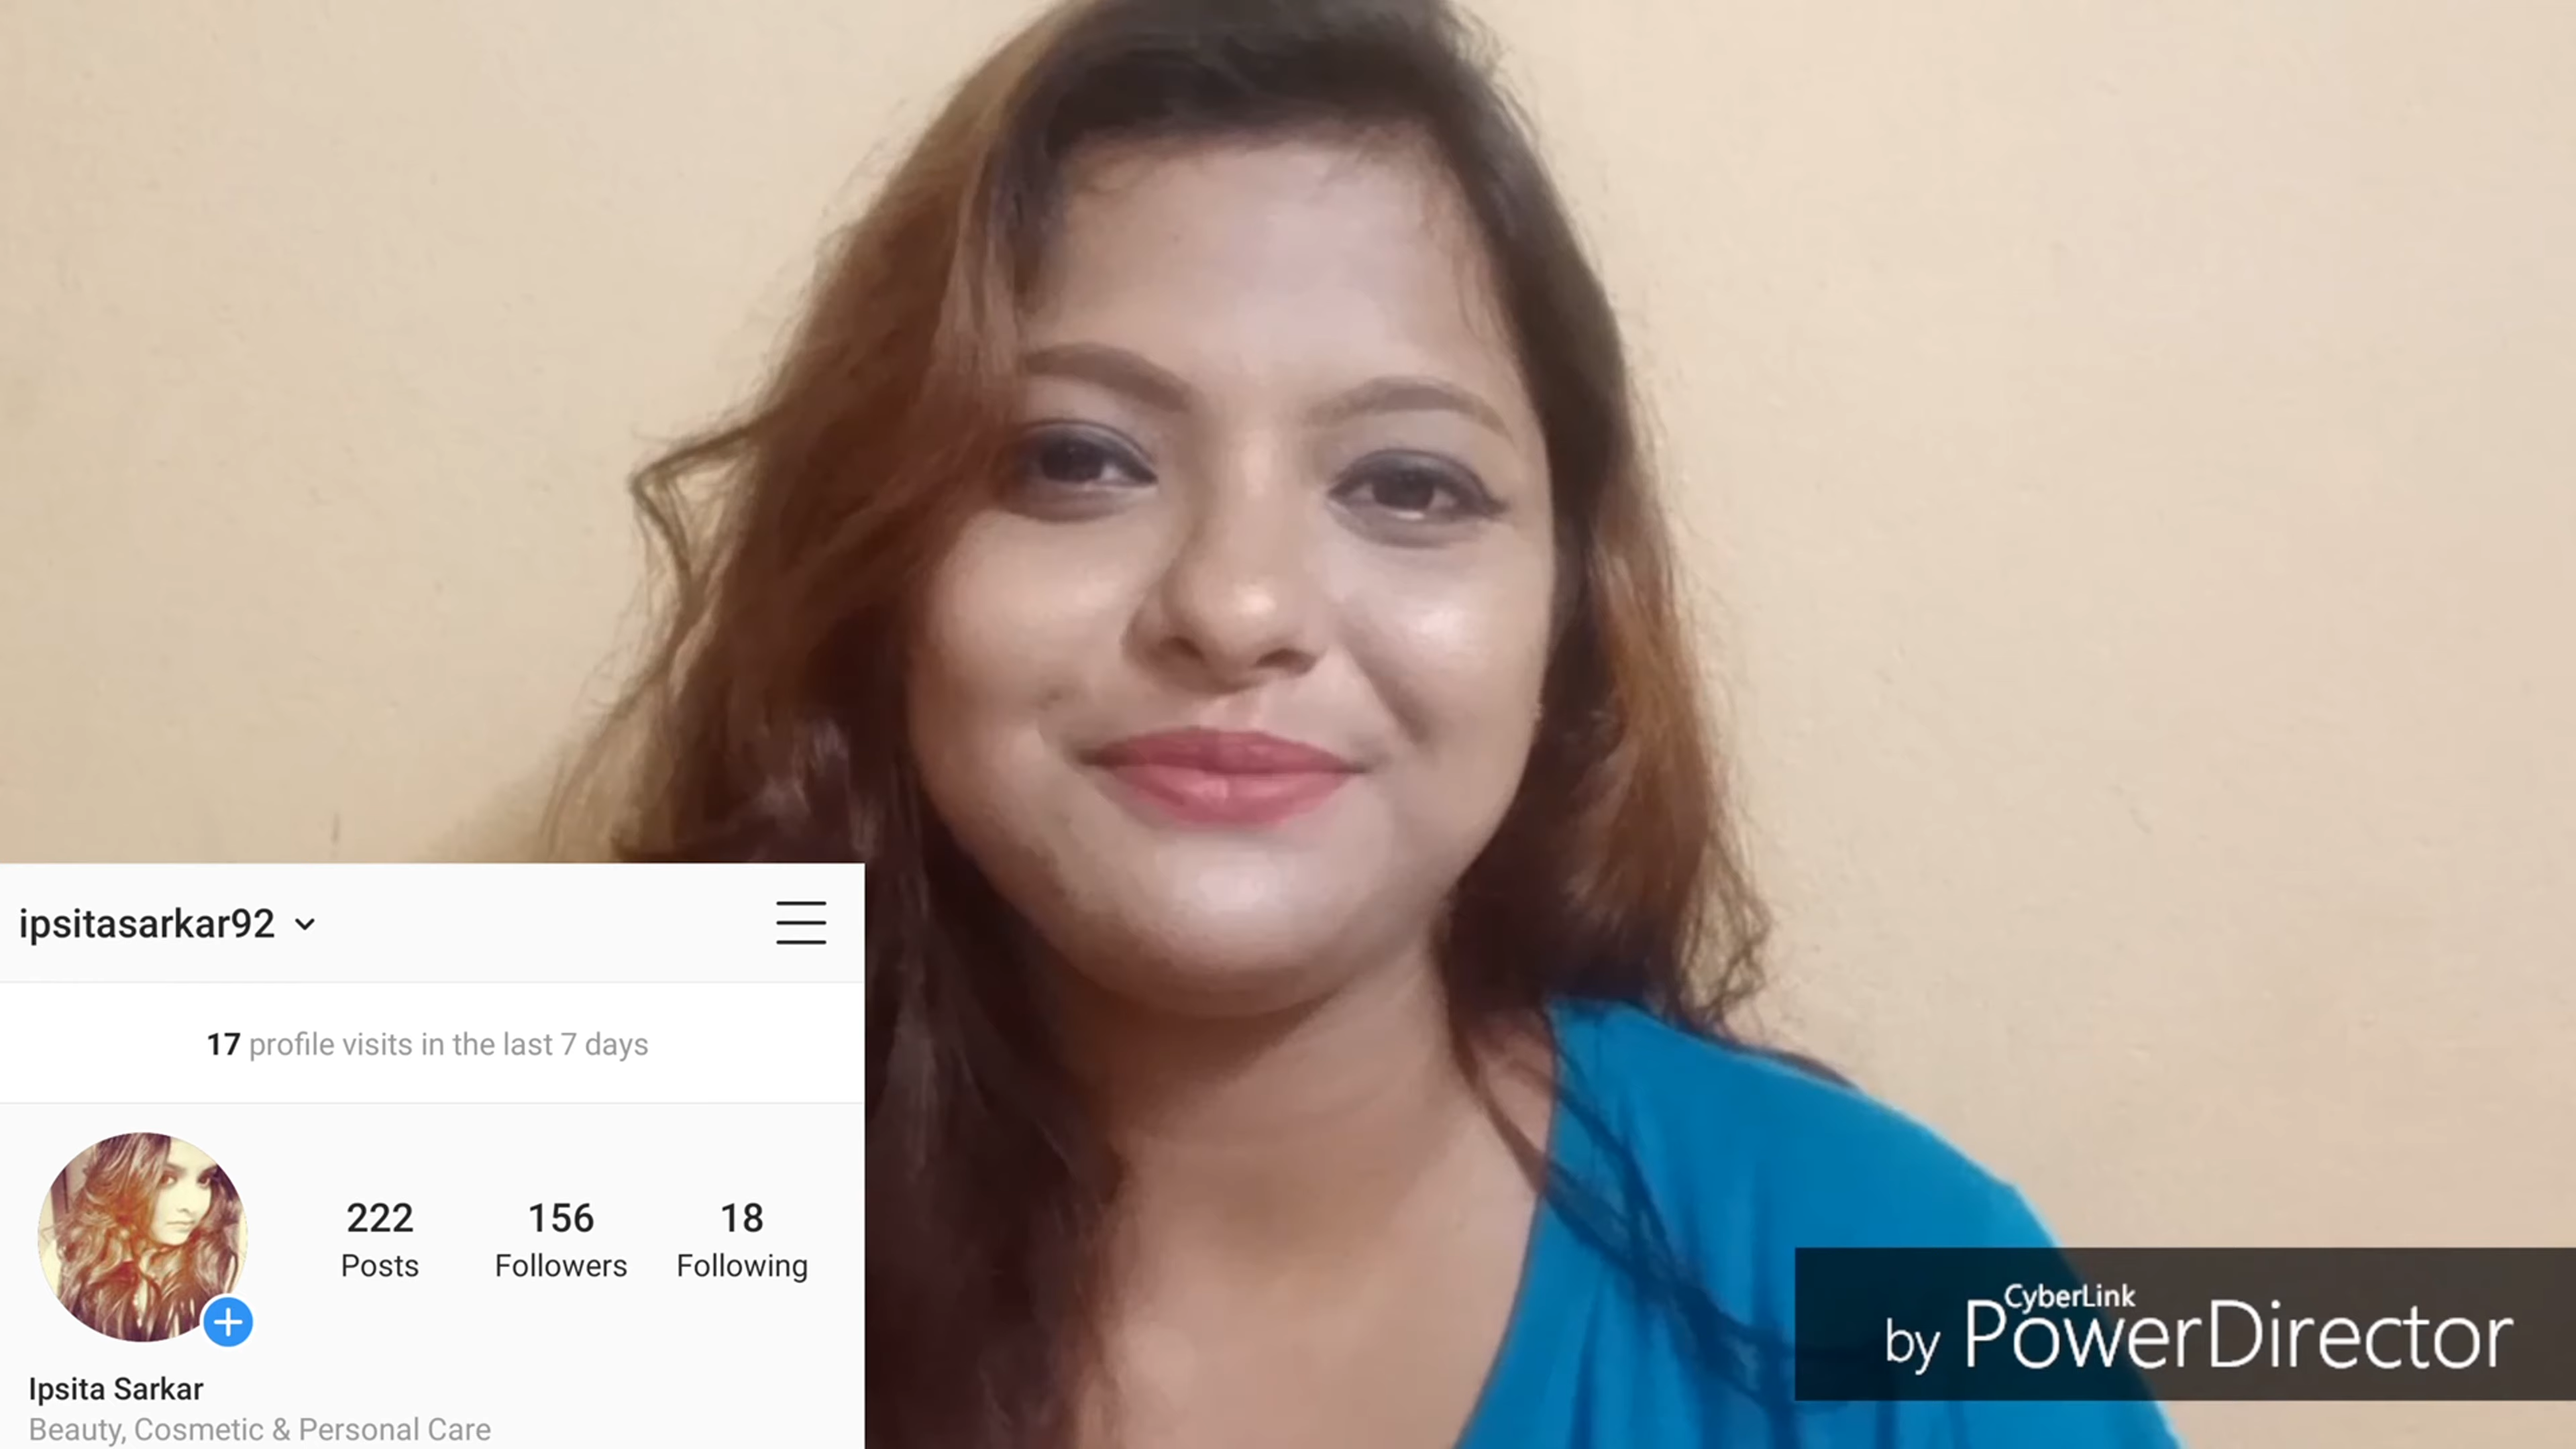 ipsitasarkar92
17 profile visits in the last 7 days
222 156 18
Posts Followers Following
Ipsita Sarkar
Beauty, Cosmetic & Personal Care
by CyberLink PowerDirector